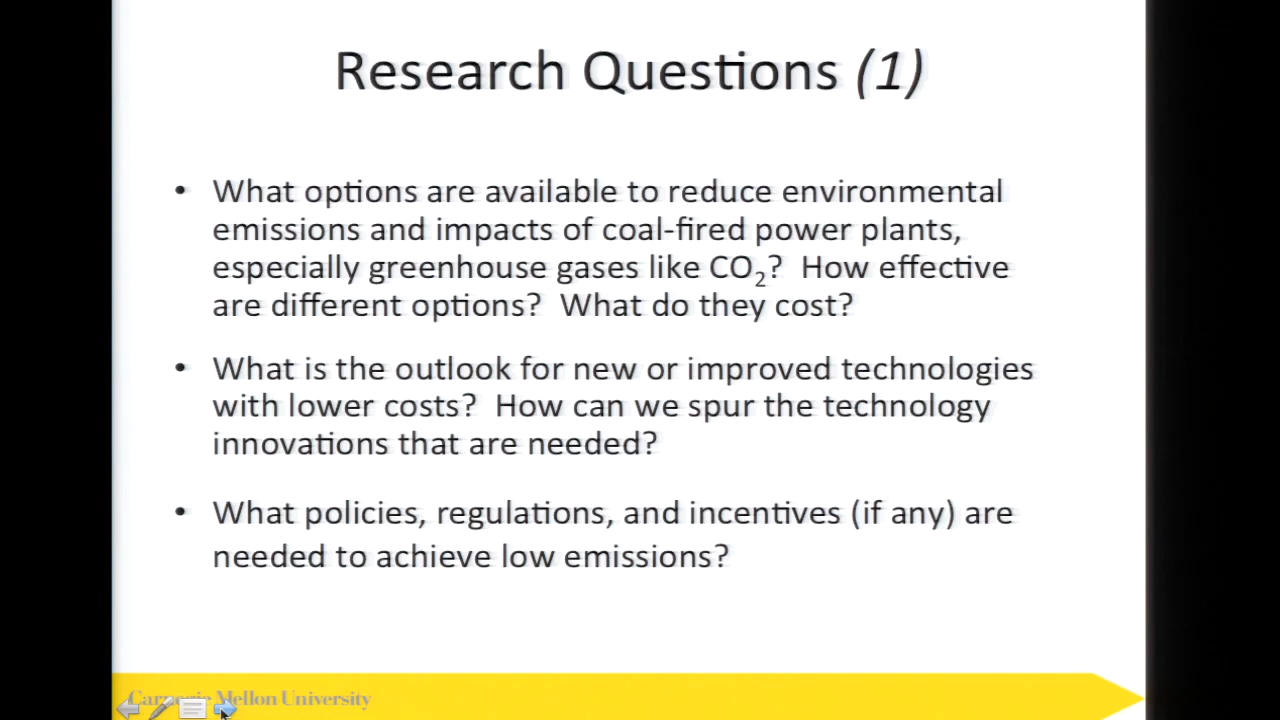 Research Questions (1)
• What options are available to reduce environmental
emissions and impacts of coal-fired power plants,
especially greenhouse gases like CO₂? How effective
are different options? What do they cost?
• What is the outlook for new or improved technologies
with lower costs? How can we spur the technology
innovations that are needed?
• What policies, regulations, and incentives (if any) are
needed to achieve low emissions?
Carnegie Mellon University